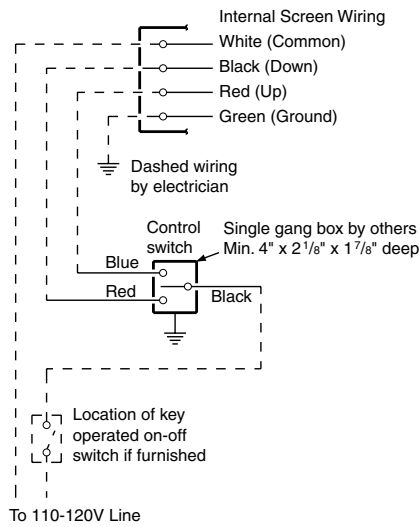 Internal Screen Wiring
White (Common)
Black (Down)
Red (Up)
Green (Ground)
Dashed wiring
by electrician
Control
switch
Single gang box by others
Min. 4" x 2 1/8" x 1 7/8" deep
Blue
Red
Black
Location of key
operated on-off
switch if furnished
To 110-120V Line